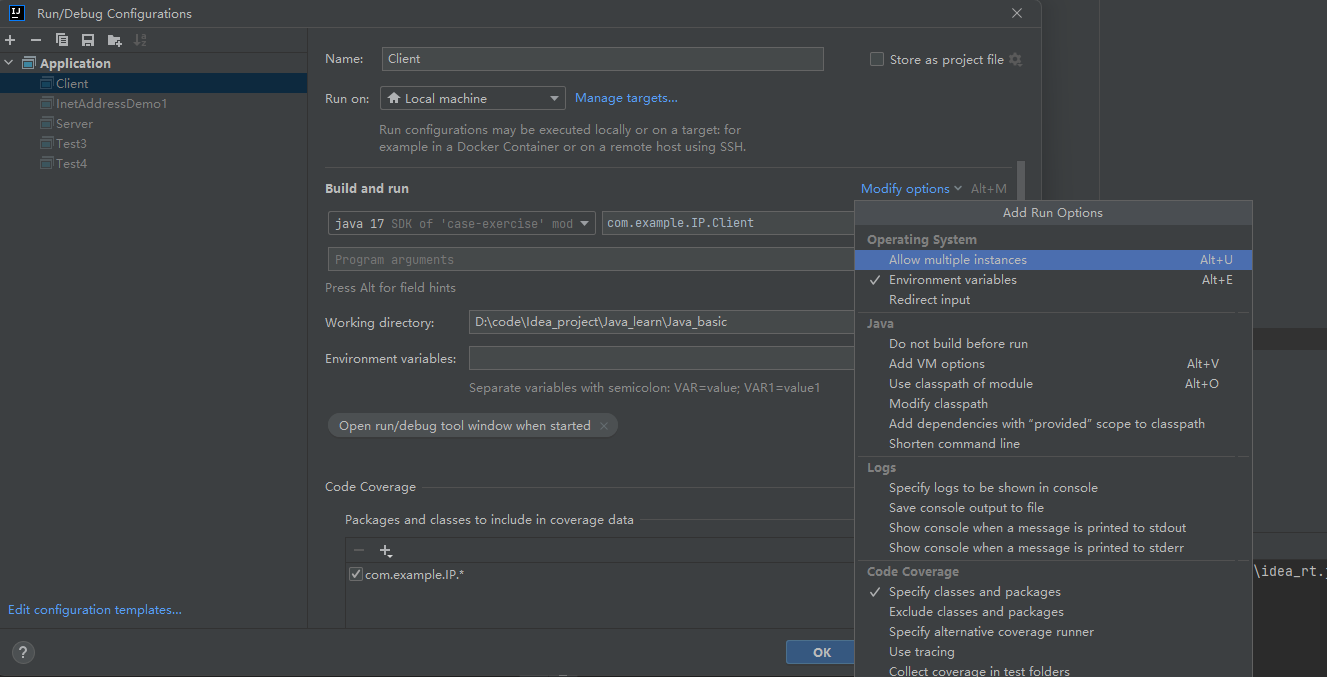 Run/Debug Configurations
Application
Client
InetAddressDemo1
Server
Test3
Test4
Edit configuration templates...
?
Name:
Client
Store as project file
Run on:
Local machine
Manage targets...
Run configurations may be executed locally or on a target: for
example in a Docker Container or on a remote host using SSH.
Build and run
Modify options
Alt+M
java 17 SDK of 'case-exercise' mod
com.example.IP.Client
Program arguments
Press Alt for field hints
Working directory:
D:\code\Idea_project\Java_learn\Java_basic
Environment variables:
Separate variables with semicolon: VAR=value; VAR1=value1
Open run/debug tool window when started
Code Coverage
Packages and classes to include in coverage data
com.example.IP.*
OK
Add Run Options
Operating System
Allow multiple instances Alt+U
Environment variables Alt+E
Redirect input
Java
Do not build before run
Add VM options Alt+V
Use classpath of module Alt+O
Modify classpath
Add dependencies with “provided” scope to classpath
Shorten command line
Logs
Specify logs to be shown in console
Save console output to file
Show console when a message is printed to stdout
Show console when a message is printed to stderr
Code Coverage
Specify classes and packages
Exclude classes and packages
Specify alternative coverage runner
Use tracing
Collect coverage in test folders
\idea_rt.j